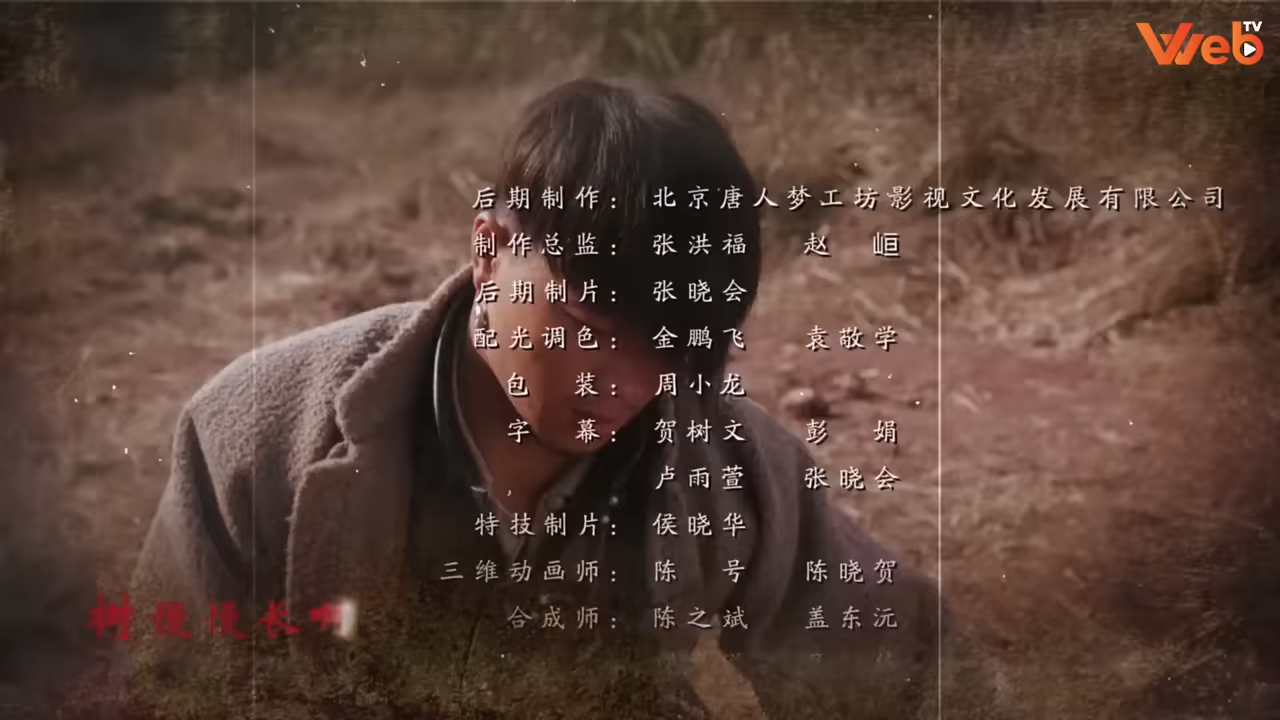 Web TV
后期制作： 北京唐人梦工坊影视文化发展有限公司
制作总监： 张洪福 赵 峘
后期制片： 张晓会
配光调色： 金鹏飞 袁敬学
包 装： 周小龙
字 幕： 贺树文 彭 娟
卢雨萱 张晓会
特技制片： 侯晓华
三维动画师： 陈 号 陈晓贺
合成师： 陈之斌 盖东沅
树慢慢长